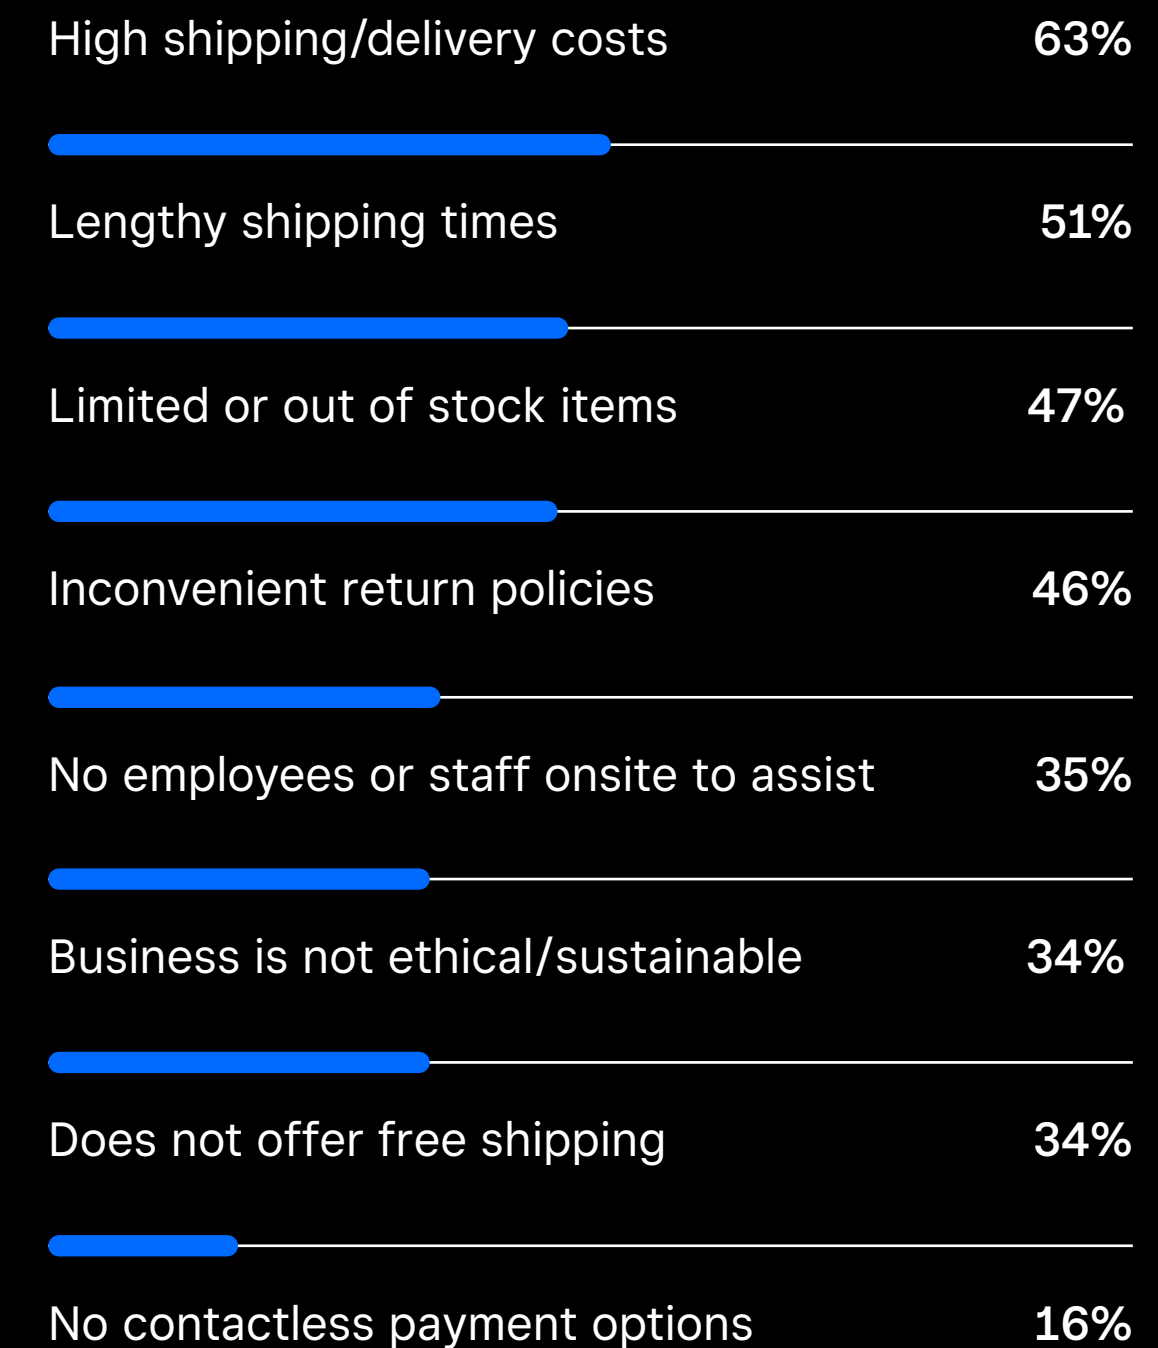 High shipping/delivery costs 63%
Lengthy shipping times 51%
Limited or out of stock items 47%
Inconvenient return policies 46%
No employees or staff onsite to assist 35%
Business is not ethical/sustainable 34%
Does not offer free shipping 34%
No contactless payment options 16%